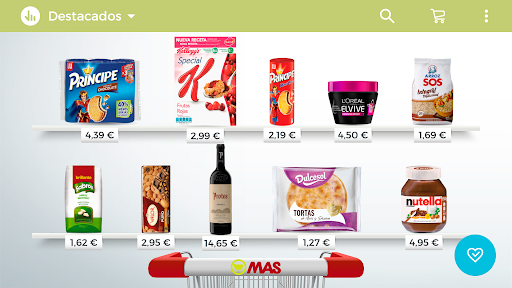 Destacados
PRINCIPE
CHOCOLATE
40%
4,39 €
NUEVA RECETA
Kellogg's
Special
K
Frutos
Rojos
2,99 €
PRINCIPE
2,19 €
L'ORÉAL
ELVIVE
4,50 €
ARROZ
SOS
Integral
1,69 €
brillante
Sabroz
1,62 €
2,95 €
Protos
14,65 €
Dulcesol
TORTAS
1,27 €
nutella
4,95 €
MAS